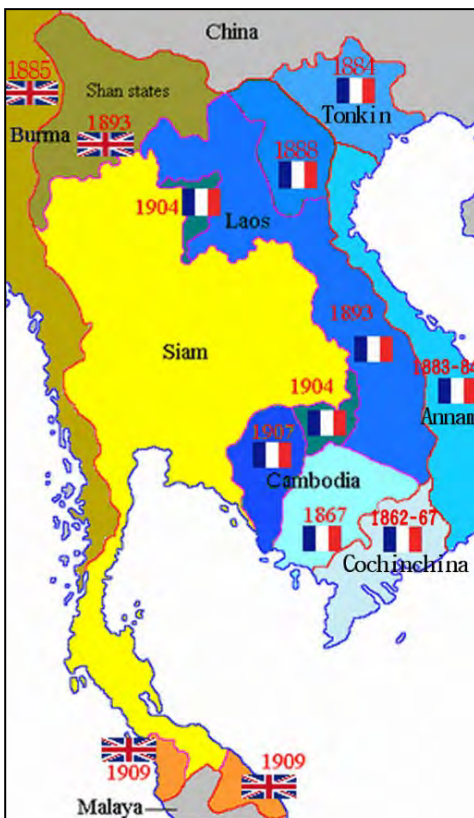 China
1885
1884
Shan states
Tonkin
Burma
1893
1888
1904
Laos
1893
Siam
1904
1883-84
Annam
1907
Cambodia
1867
1862-67
Cochinchina
1909
1909
Malaya